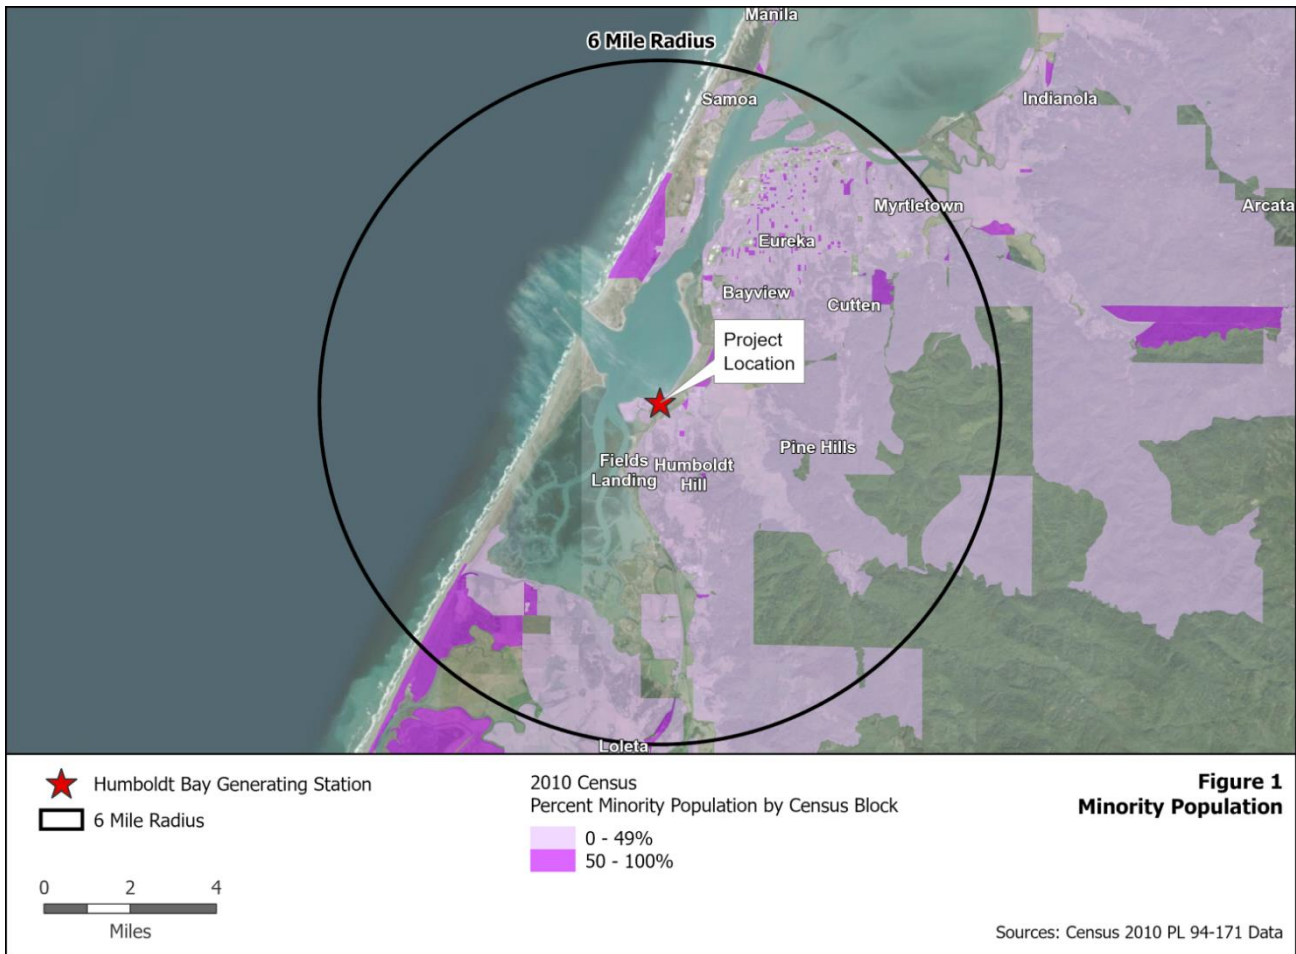 Manila
6 Mile Radius
Samoa
Indianola
Myrtletown
Arcata
Eureka
Bayview
Cutten
Project
Location
Pine Hills
Fields
Landing
Humboldt
Hill
Loleta
Humboldt Bay Generating Station
6 Mile Radius
0 2 4
Miles
2010 Census
Percent Minority Population by Census Block
0 - 49%
50 - 100%
Figure 1
Minority Population
Sources: Census 2010 PL 94-171 Data